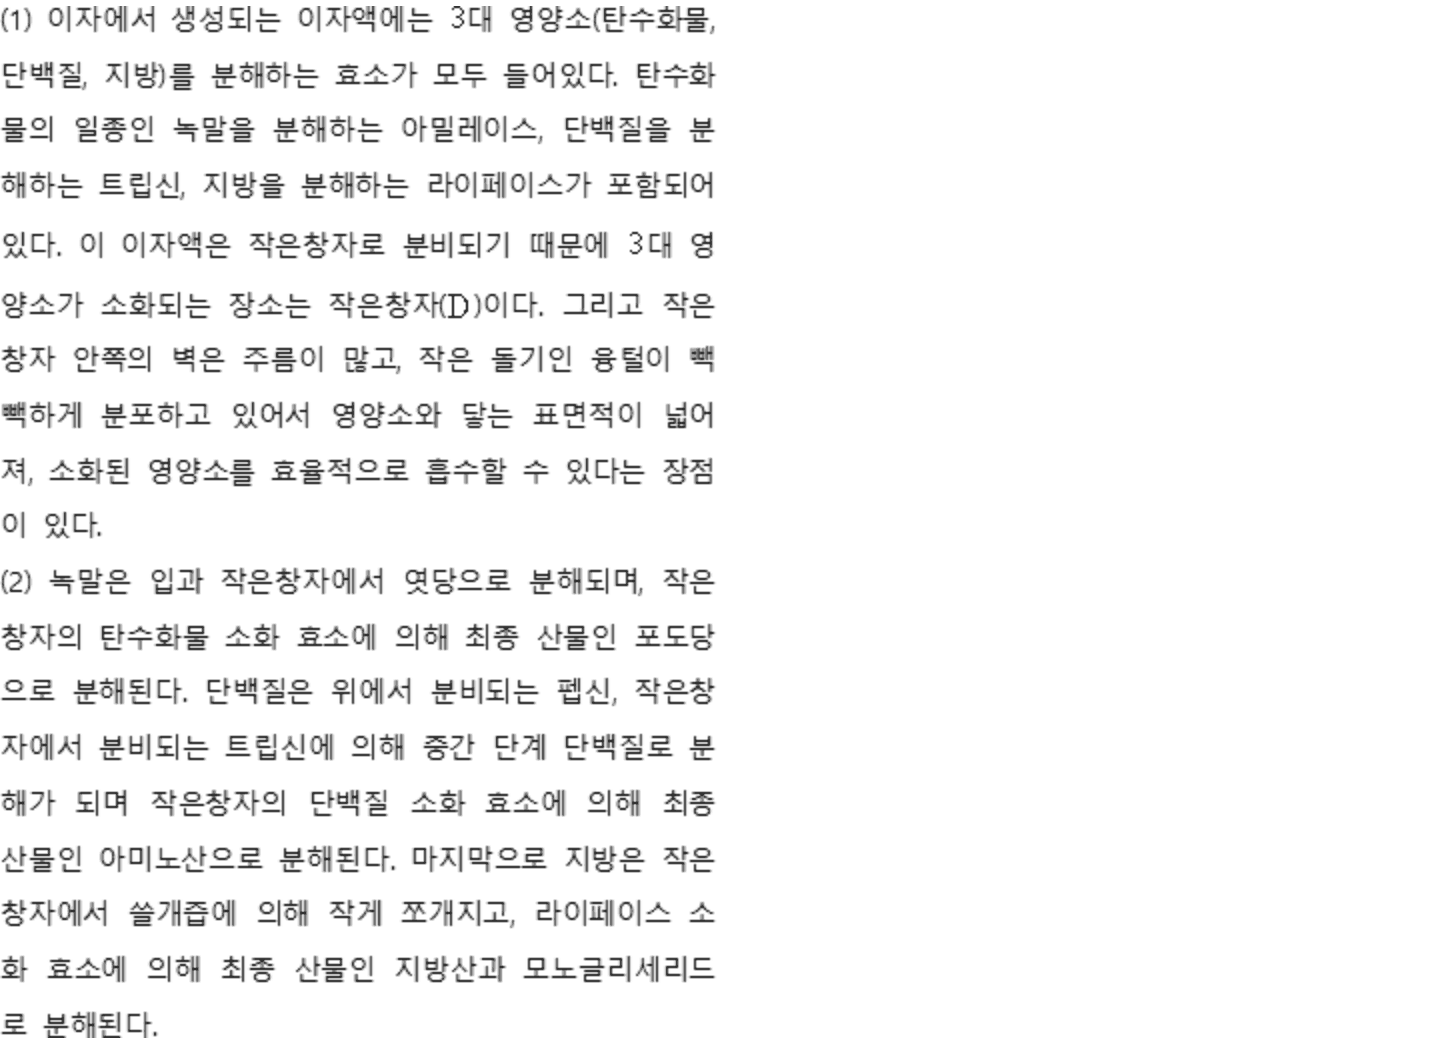 (1) 이자에서 생성되는 이자액에는 3대 영양소(탄수화물,
단백질, 지방)를 분해하는 효소가 모두 들어있다. 탄수화
물의 일종인 녹말을 분해하는 아밀레이스, 단백질을 분
해하는 트립신, 지방을 분해하는 라이페이스가 포함되어
있다. 이 이자액은 작은창자로 분비되기 때문에 3대 영
양소가 소화되는 장소는 작은창자(D)이다. 그리고 작은
창자 안쪽의 벽은 주름이 많고, 작은 돌기인 융털이 빽
빽하게 분포하고 있어서 영양소와 닿는 표면적이 넓어
져, 소화된 영양소를 효율적으로 흡수할 수 있다는 장점
이 있다.
(2) 녹말은 입과 작은창자에서 엿당으로 분해되며, 작은
창자의 탄수화물 소화 효소에 의해 최종 산물인 포도당
으로 분해된다. 단백질은 위에서 분비되는 펩신, 작은창
자에서 분비되는 트립신에 의해 중간 단계 단백질로 분
해가 되며 작은창자의 단백질 소화 효소에 의해 최종
산물인 아미노산으로 분해된다. 마지막으로 지방은 작은
창자에서 쓸개즙에 의해 작게 쪼개지고, 라이페이스 소
화 효소에 의해 최종 산물인 지방산과 모노글리세리드
로 분해된다.